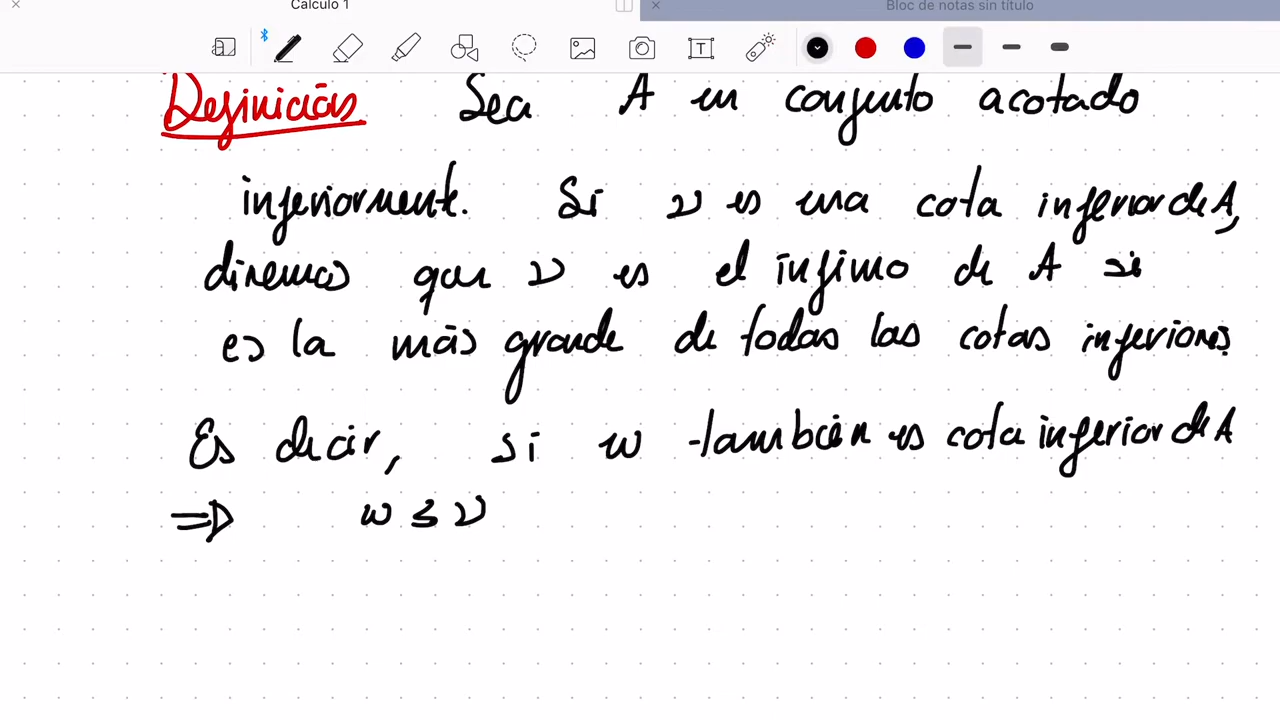 Calculo 1
Bloc de notas sin título
Definición Sea A un conjunto acotado
inferiormente. Si v es una cota inferior de A,
diremos que v es el ínfimo de A si
es la más grande de todas las cotas inferiores.
Es decir, si w también es cota inferior de A
⇒ w ≤ v